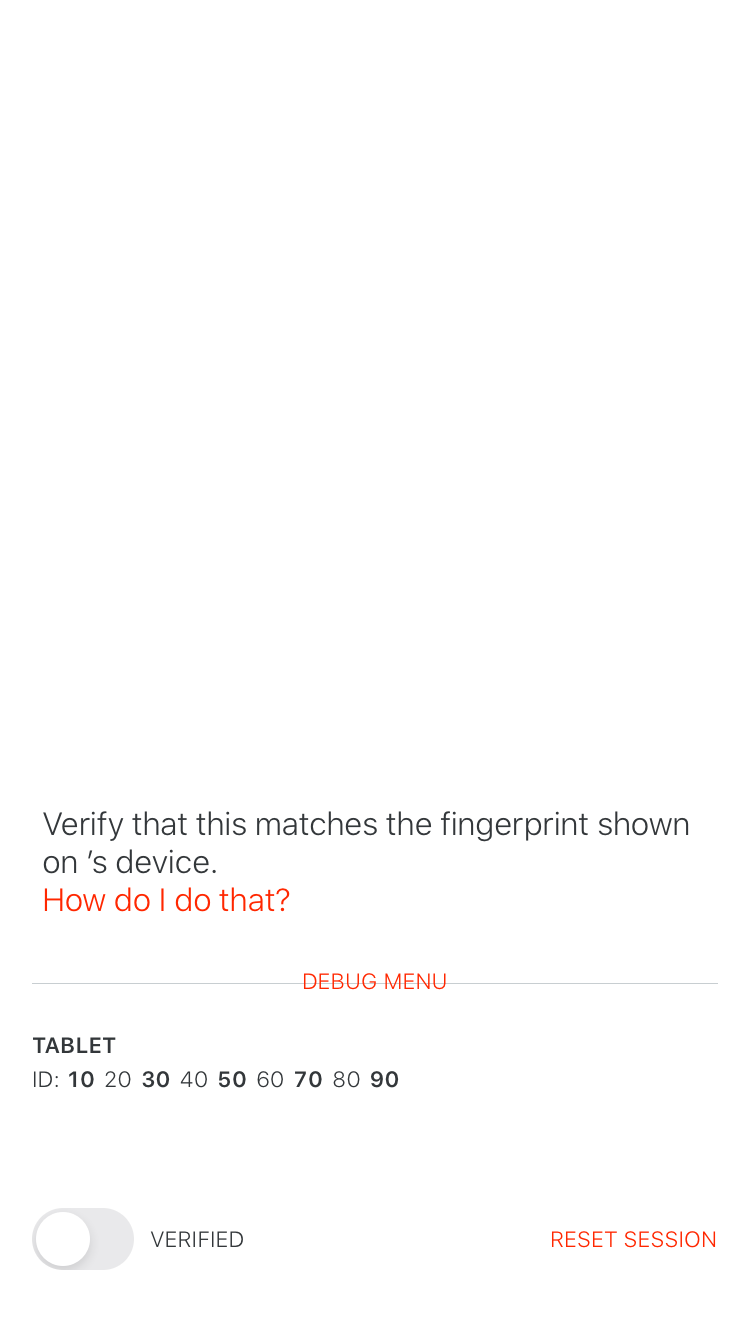 Verify that this matches the fingerprint shown
on ’s device.
How do I do that?
DEBUG MENU
TABLET
ID: 10 20 30 40 50 60 70 80 90
VERIFIED
RESET SESSION